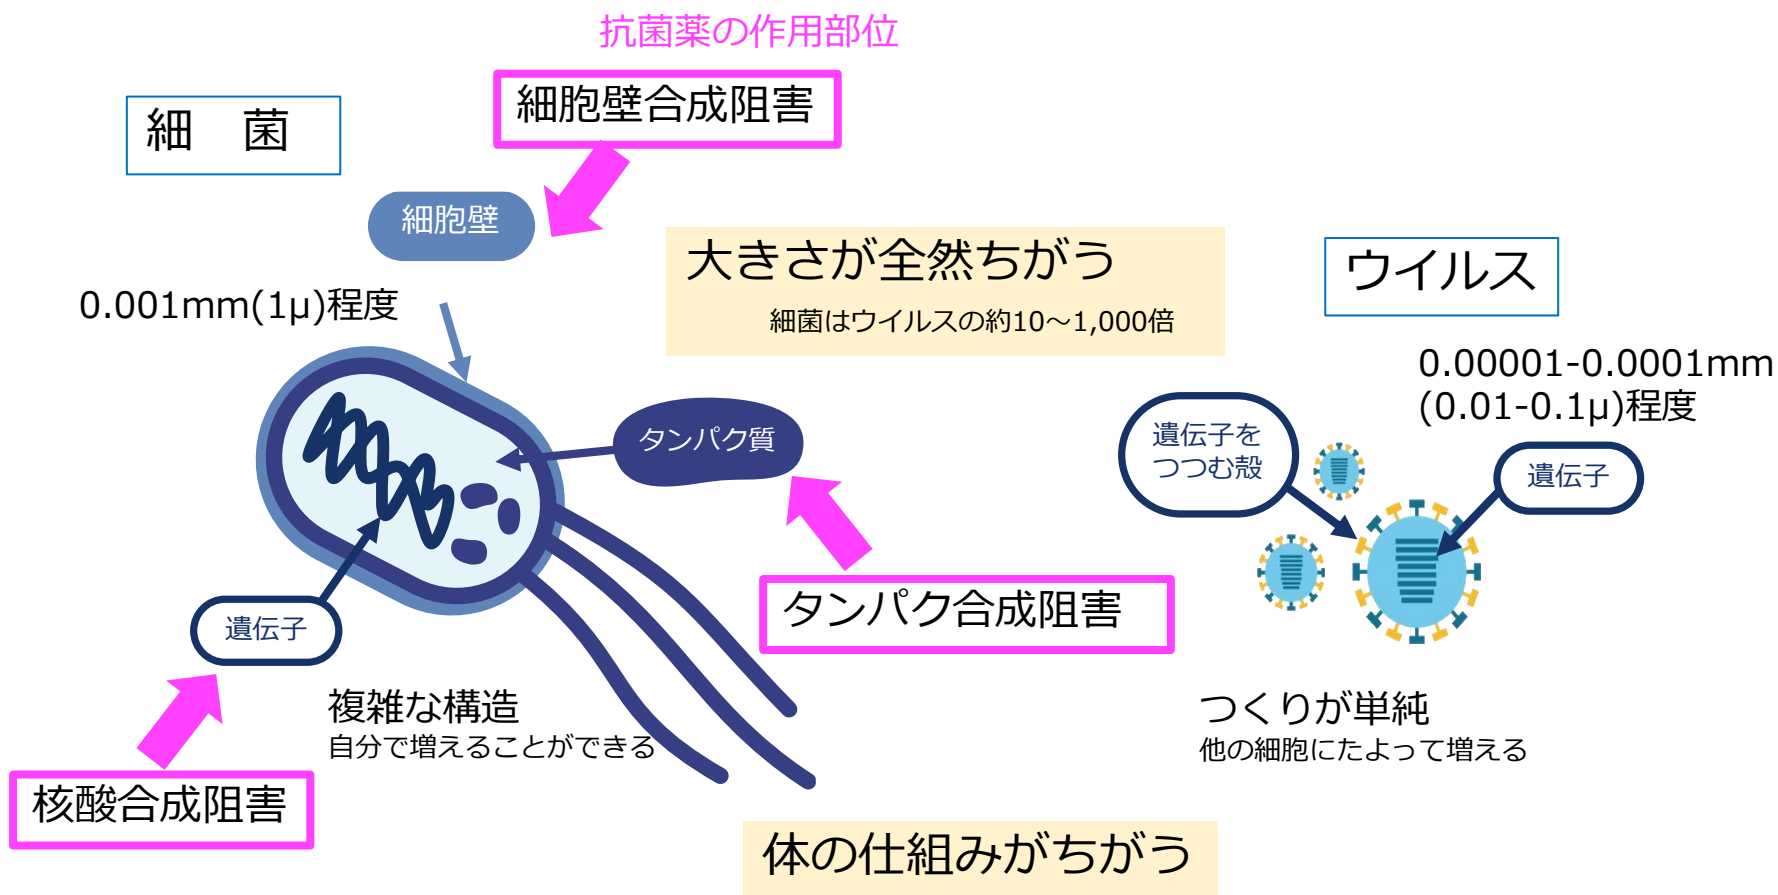 抗菌薬の作用部位
細胞壁合成阻害
細　菌
細胞壁
大きさが全然ちがう
細菌はウイルスの約10～1,000倍
ウイルス
0.001mm(1μ)程度
0.00001-0.0001mm
(0.01-0.1μ)程度
タンパク質
遺伝子を
つつむ殻
遺伝子
タンパク合成阻害
遺伝子
複雑な構造
自分で増えることができる
つくりが単純
他の細胞にたよって増える
核酸合成阻害
体の仕組みがちがう